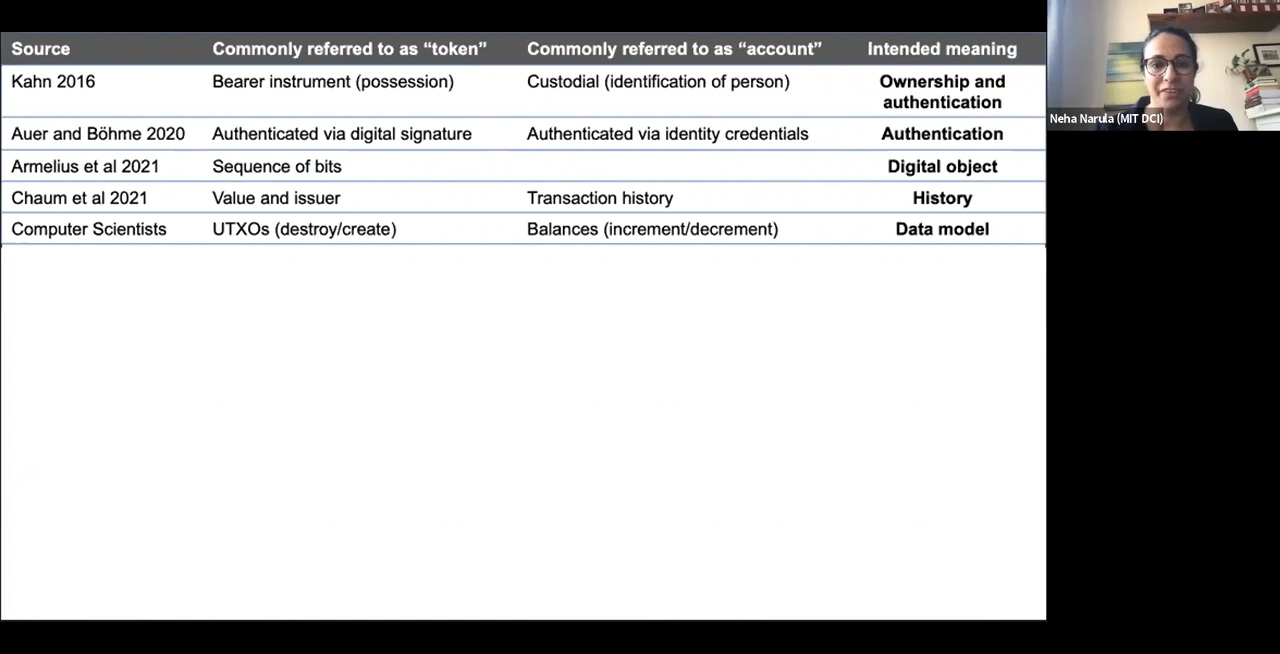 Source Commonly referred to as “token” Commonly referred to as “account” Intended meaning
Kahn 2016 Bearer instrument (possession) Custodial (identification of person) Ownership and
authentication
Auer and Böhme 2020 Authenticated via digital signature Authenticated via identity credentials Authentication
Armelius et al 2021 Sequence of bits Digital object
Chaum et al 2021 Value and issuer Transaction history History
Computer Scientists UTXOs (destroy/create) Balances (increment/decrement) Data model
Neha Narula (MIT DCI)